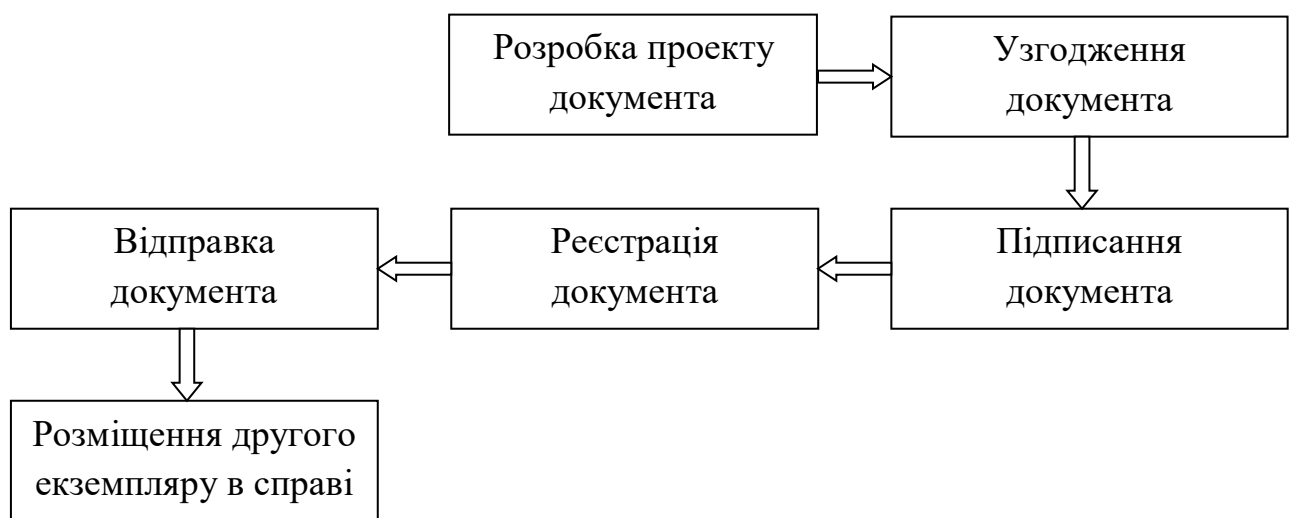 Розробка проекту
документа
Узгодження
документа
Підписання
документа
Реєстрація
документа
Відправка
документа
Розміщення другого
екземпляру в справі